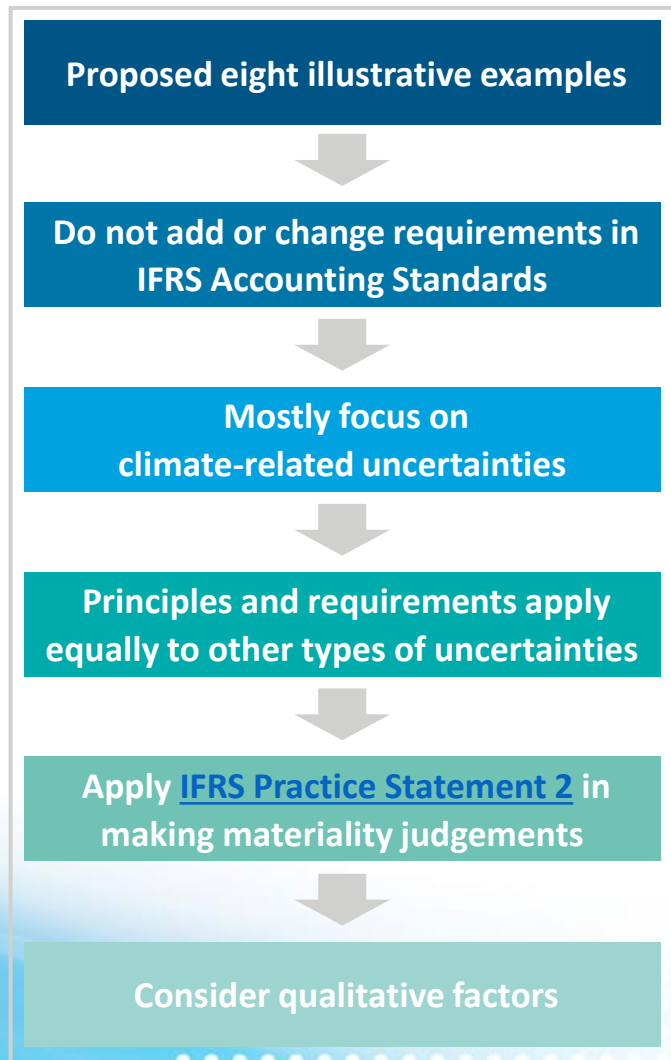 Proposed eight illustrative examples
Do not add or change requirements in
IFRS Accounting Standards
Mostly focus on
climate-related uncertainties
Principles and requirements apply
equally to other types of uncertainties
Apply IFRS Practice Statement 2 in
making materiality judgements
Consider qualitative factors